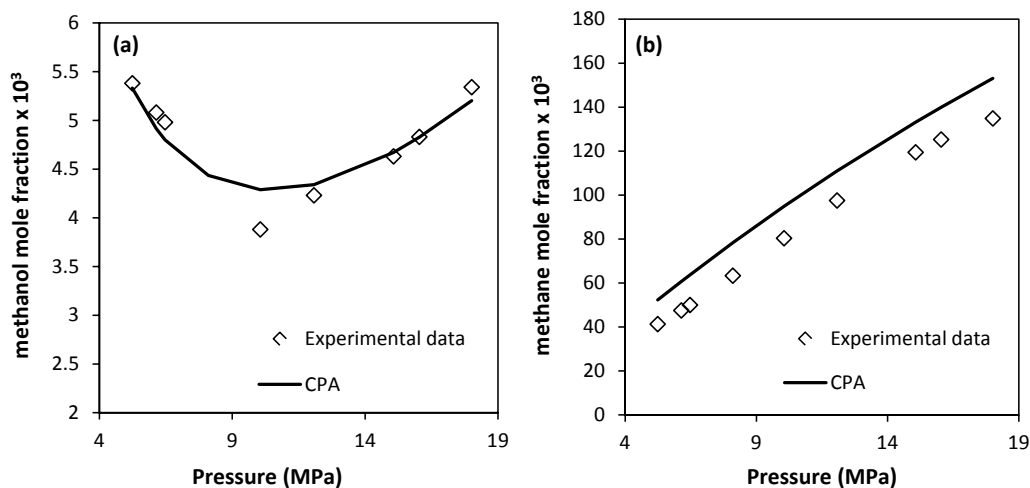 (a)
methanol mole fraction x 10³
6
5.5
5
4.5
4
3.5
3
2.5
2
Experimental data
CPA
4
9
14
19
Pressure (MPa)
(b)
methane mole fraction x 10³
180
160
140
120
100
80
60
40
20
0
Experimental data
CPA
4
9
14
19
Pressure (MPa)